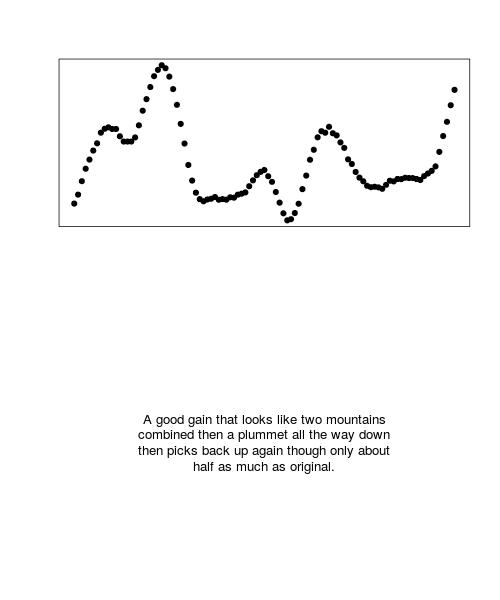 A good gain that looks like two mountains
combined then a plummet all the way down
then picks back up again though only about
half as much as original.